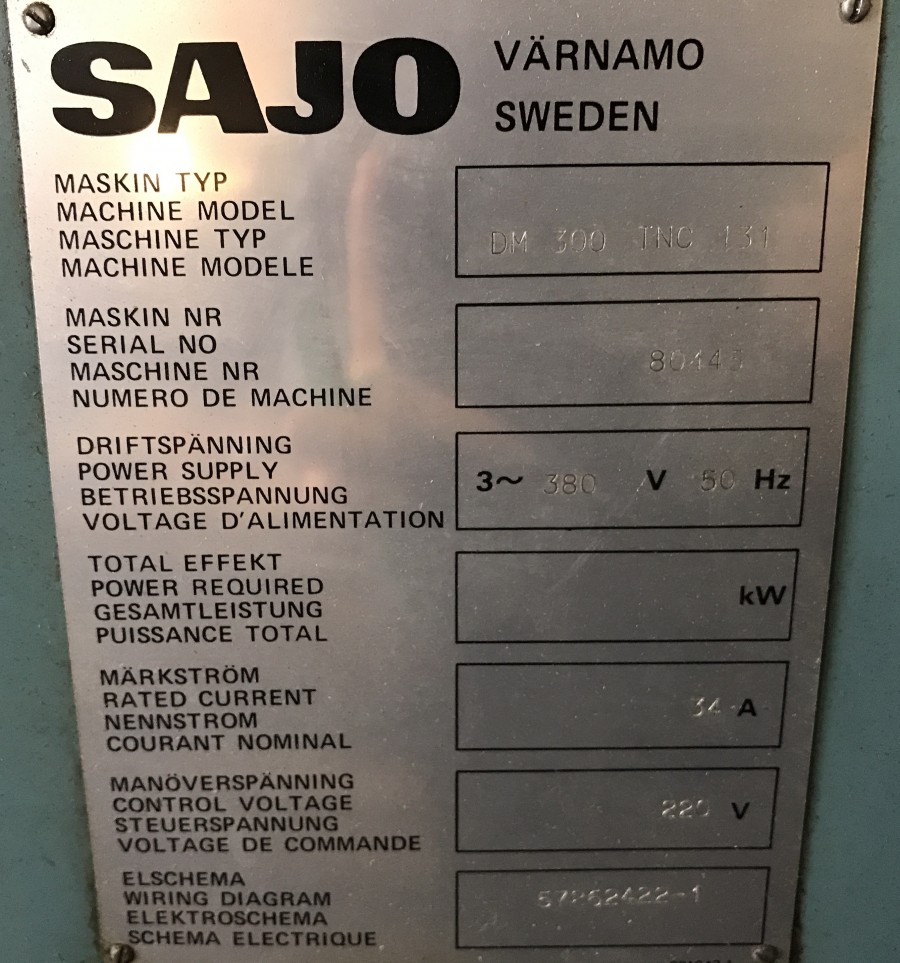 SAJO
VÄRNAMO
SWEDEN
MASKIN TYP
MACHINE MODEL
MASCHINE TYP
MACHINE MODELE
DM 300 TNC 131
MASKIN NR
SERIAL NO
MASCHINE NR
NUMERO DE MACHINE
DRIFTSPÄNNING
POWER SUPPLY
BETRIEBSSPANNUNG
VOLTAGE D'ALIMENTATION
3~ 380 V 50 Hz
TOTAL EFFEKT
POWER REQUIRED
GESAMTLEISTUNG
PUISSANCE TOTAL
kW
MÄRKSTRÖM
RATED CURRENT
NENNSTROM
COURANT NOMINAL
34 A
MANÖVERSPÄNNING
CONTROL VOLTAGE
STEUERSPANNUNG
VOLTAGE DE COMMANDE
220 V
ELSCHEMA
WIRING DIAGRAM
ELEKTROSCHEMA
SCHEMA ELECTRIQUE